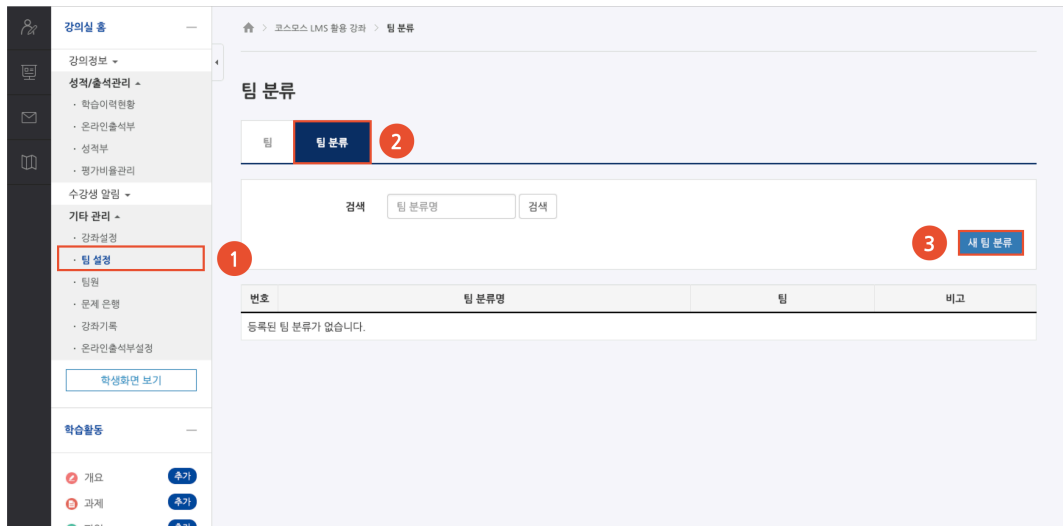 강의실 홈
강의정보
성적/출석관리
· 학습이력현황
· 온라인출석부
· 성적부
· 평가비율관리
수강생 알림
기타 관리
· 강좌설정
· 팀 설정
1
· 팀원
· 문제 은행
· 강좌기록
· 온라인출석부설정
학생화면 보기
학습활동
개요 추가
과제 추가
추가
> 코스모스 LMS 활용 강좌 > 팀 분류
팀 분류
팀 팀 분류 2
검색 팀 분류명 검색
3 새 팀 분류
번호 팀 분류명 팀 비고
등록된 팀 분류가 없습니다.